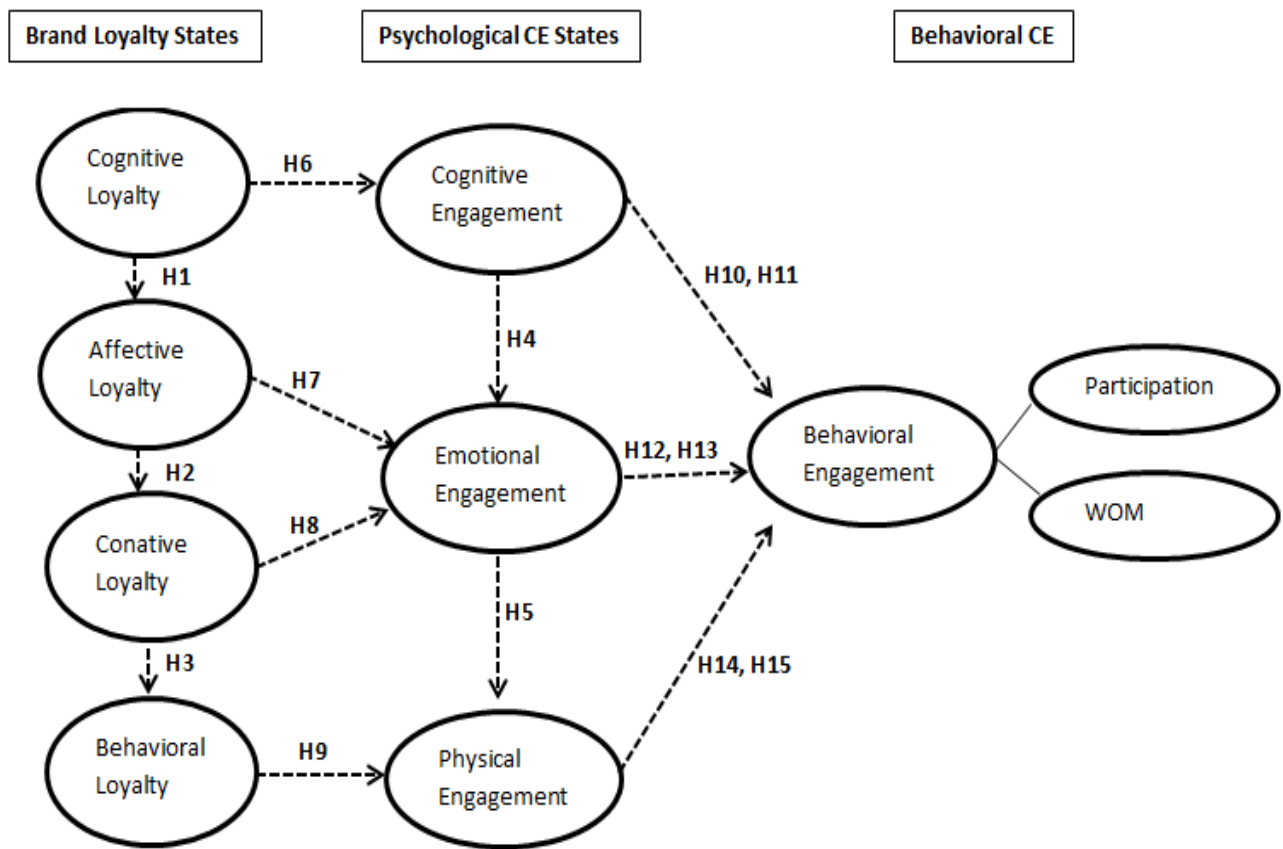 Brand Loyalty States
Psychological CE States
Behavioral CE
Cognitive
Loyalty
H6
Cognitive
Engagement
H1
H10, H11
Affective
Loyalty
H7
H4
Participation
H2
Emotional
Engagement
H12, H13
Behavioral
Engagement
Conative
Loyalty
H8
WOM
H3
H5
H14, H15
Behavioral
Loyalty
H9
Physical
Engagement